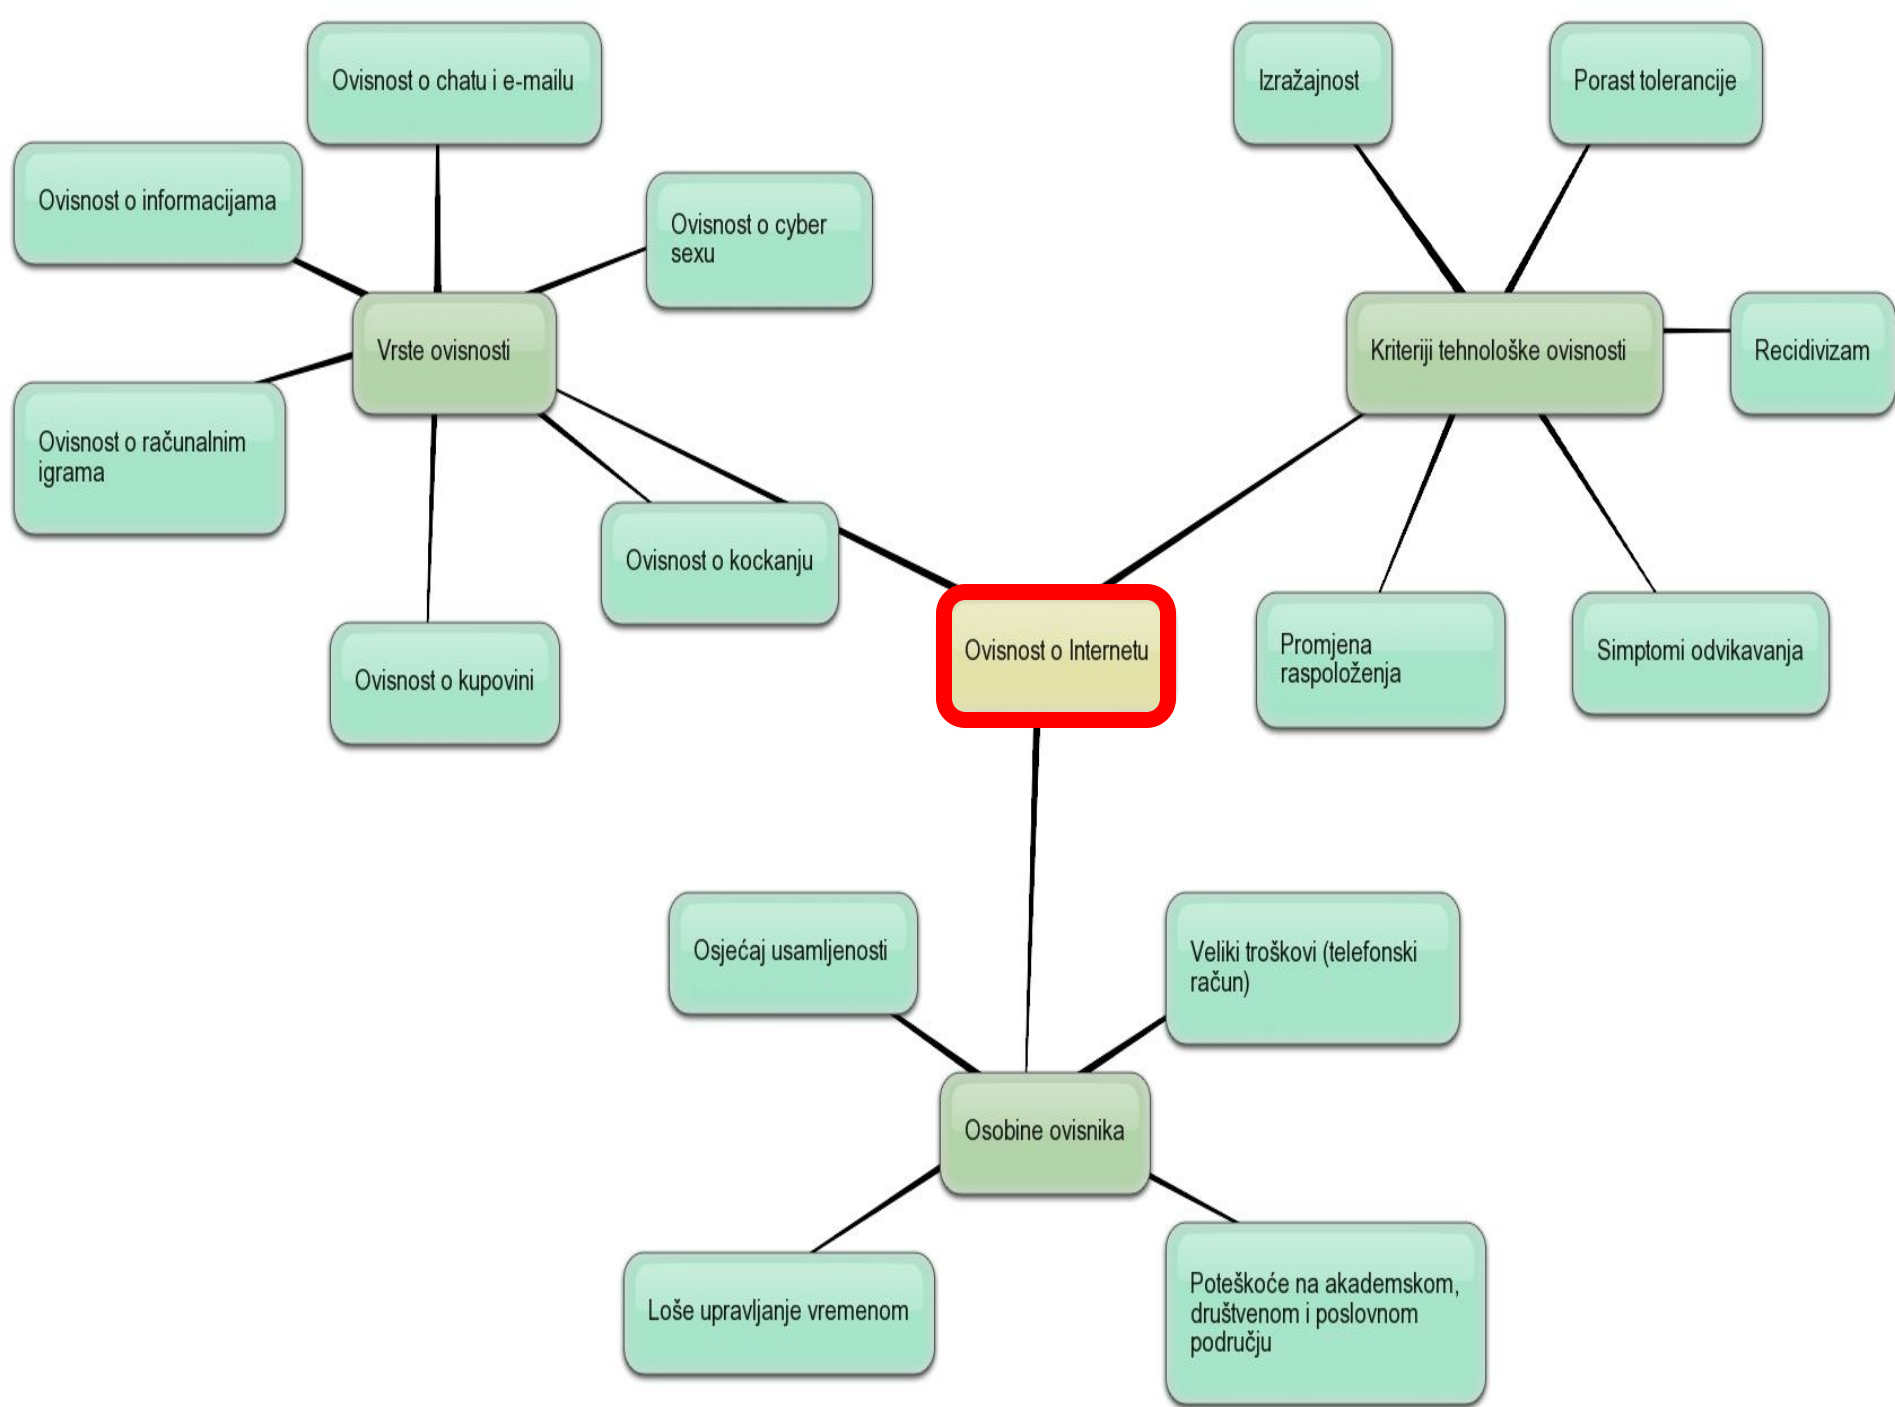 Ovisnost o chatu i e-mailu
Izražajnost
Porast tolerancije
Ovisnost o informacijama
Ovisnost o cyber
sexu
Vrste ovisnosti
Kriteriji tehnološke ovisnosti
Recidivizam
Ovisnost o računalnim
igrama
Ovisnost o kockanju
Ovisnost o kupovini
Ovisnost o Internetu
Promjena
raspoloženja
Simptomi odvikavanja
Osjećaj usamljenosti
Veliki troškovi (telefonski
račun)
Osobine ovisnika
Loše upravljanje vremenom
Poteškoće na akademskom,
društvenom i poslovnom
području